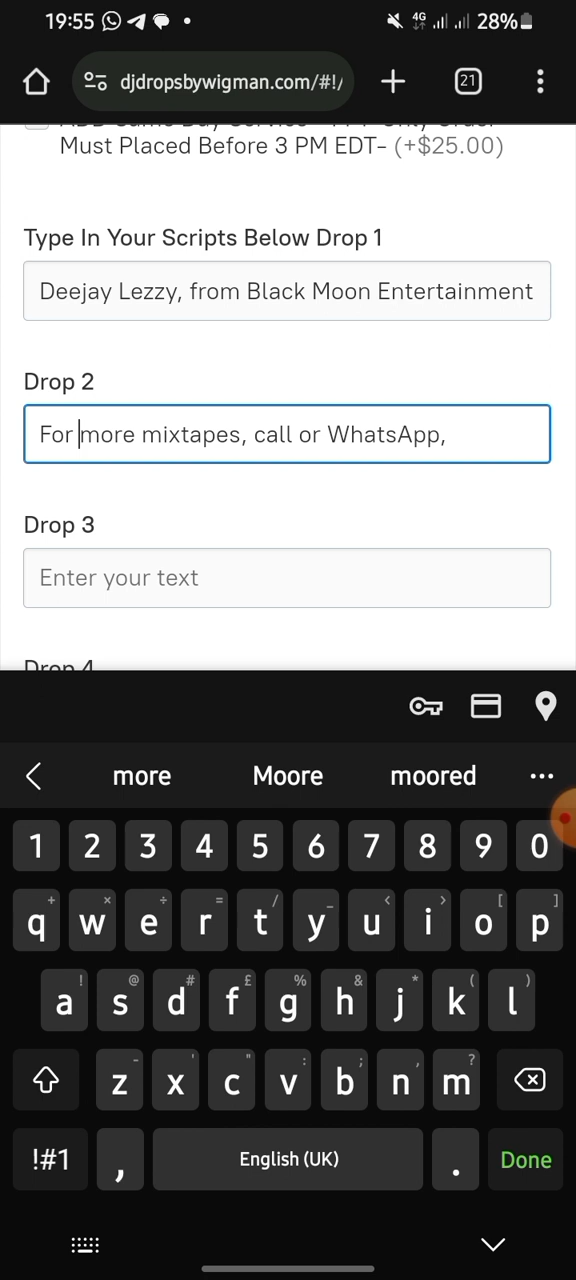 19:55 4G 28%
djdropsbywigman.com/#!/ 21
Must Placed Before 3 PM EDT- (+$25.00)
Type In Your Scripts Below Drop 1
Deejay Lezzy, from Black Moon Entertainment
Drop 2
For more mixtapes, call or WhatsApp,
Drop 3
Enter your text
Drop 4
more Moore moored ...
1 2 3 4 5 6 7 8 9 0
+ × ÷ = / _ < > [ ]
q w e r t y u i o p
! @ # £ % & * ( )
a s d f g h j k l
- ' " : ; , ?
z x c v b n m
!#1 , English (UK) . Done